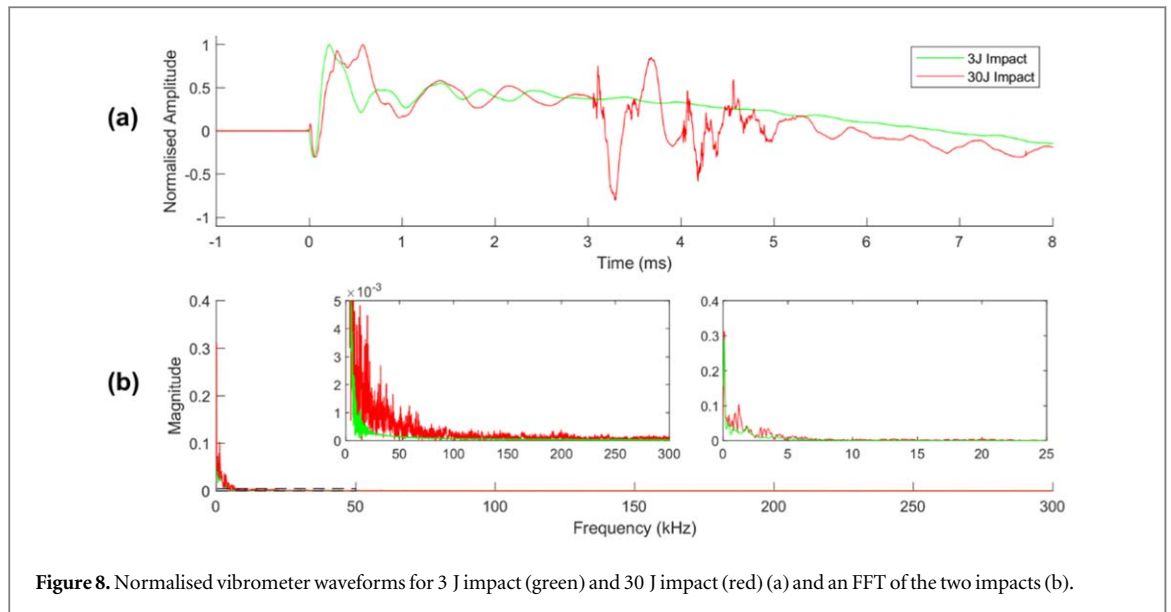 (a)
Normalised Amplitude
1
0.5
0
-0.5
-1
3J Impact
30J Impact
-1 0 1 2 3 4 5 6 7 8
Time (ms)
(b)
Magnitude
0.4
0.3
0.2
0.1
0
×10⁻³
5
4
3
2
1
0
0 50 100 150 200 250 300
0.4
0.3
0.2
0.1
0
0 5 10 15 20 25
0 50 100 150 200 250 300
Frequency (kHz)
Figure 8. Normalised vibrometer waveforms for 3 J impact (green) and 30 J impact (red) (a) and an FFT of the two impacts (b).